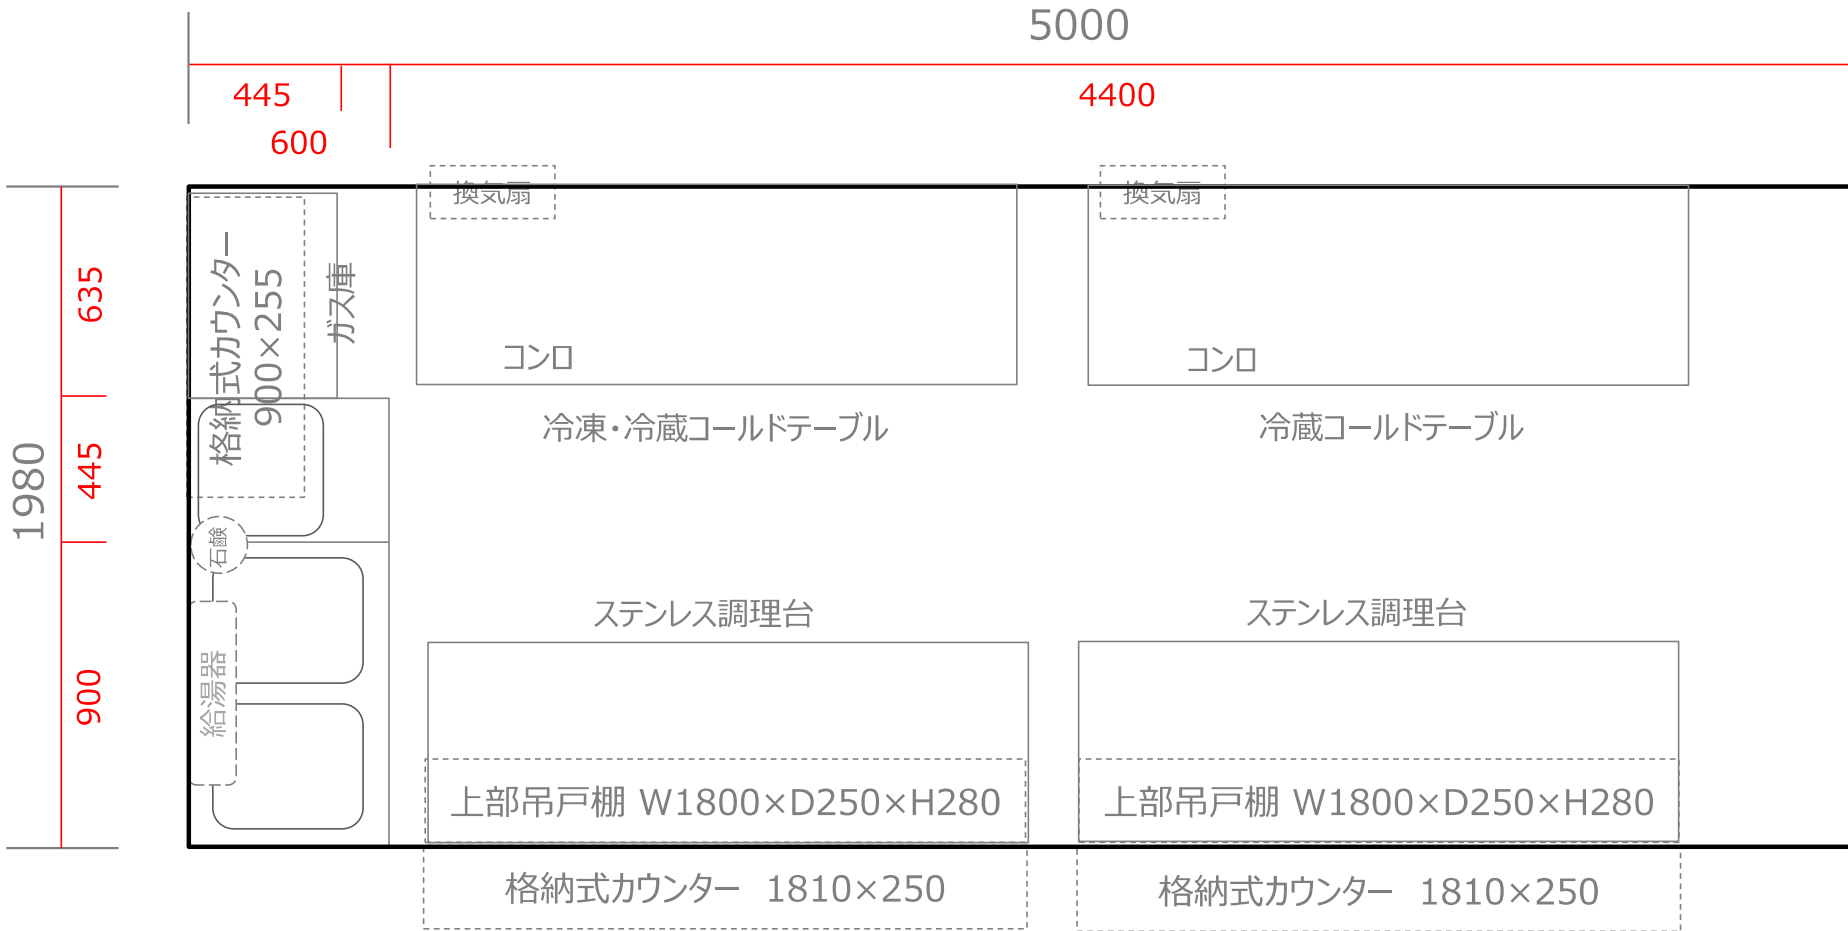 5000
445
4400
600
換気扇
換気扇
635
格納式カウンター
900×255
ガス庫
コンロ
コンロ
冷凍・冷蔵コールドテーブル
冷蔵コールドテーブル
1980
445
石鹸
ステンレス調理台
ステンレス調理台
900
給湯器
上部吊戸棚 W1800×D250×H280
上部吊戸棚 W1800×D250×H280
格納式カウンター 1810×250
格納式カウンター 1810×250